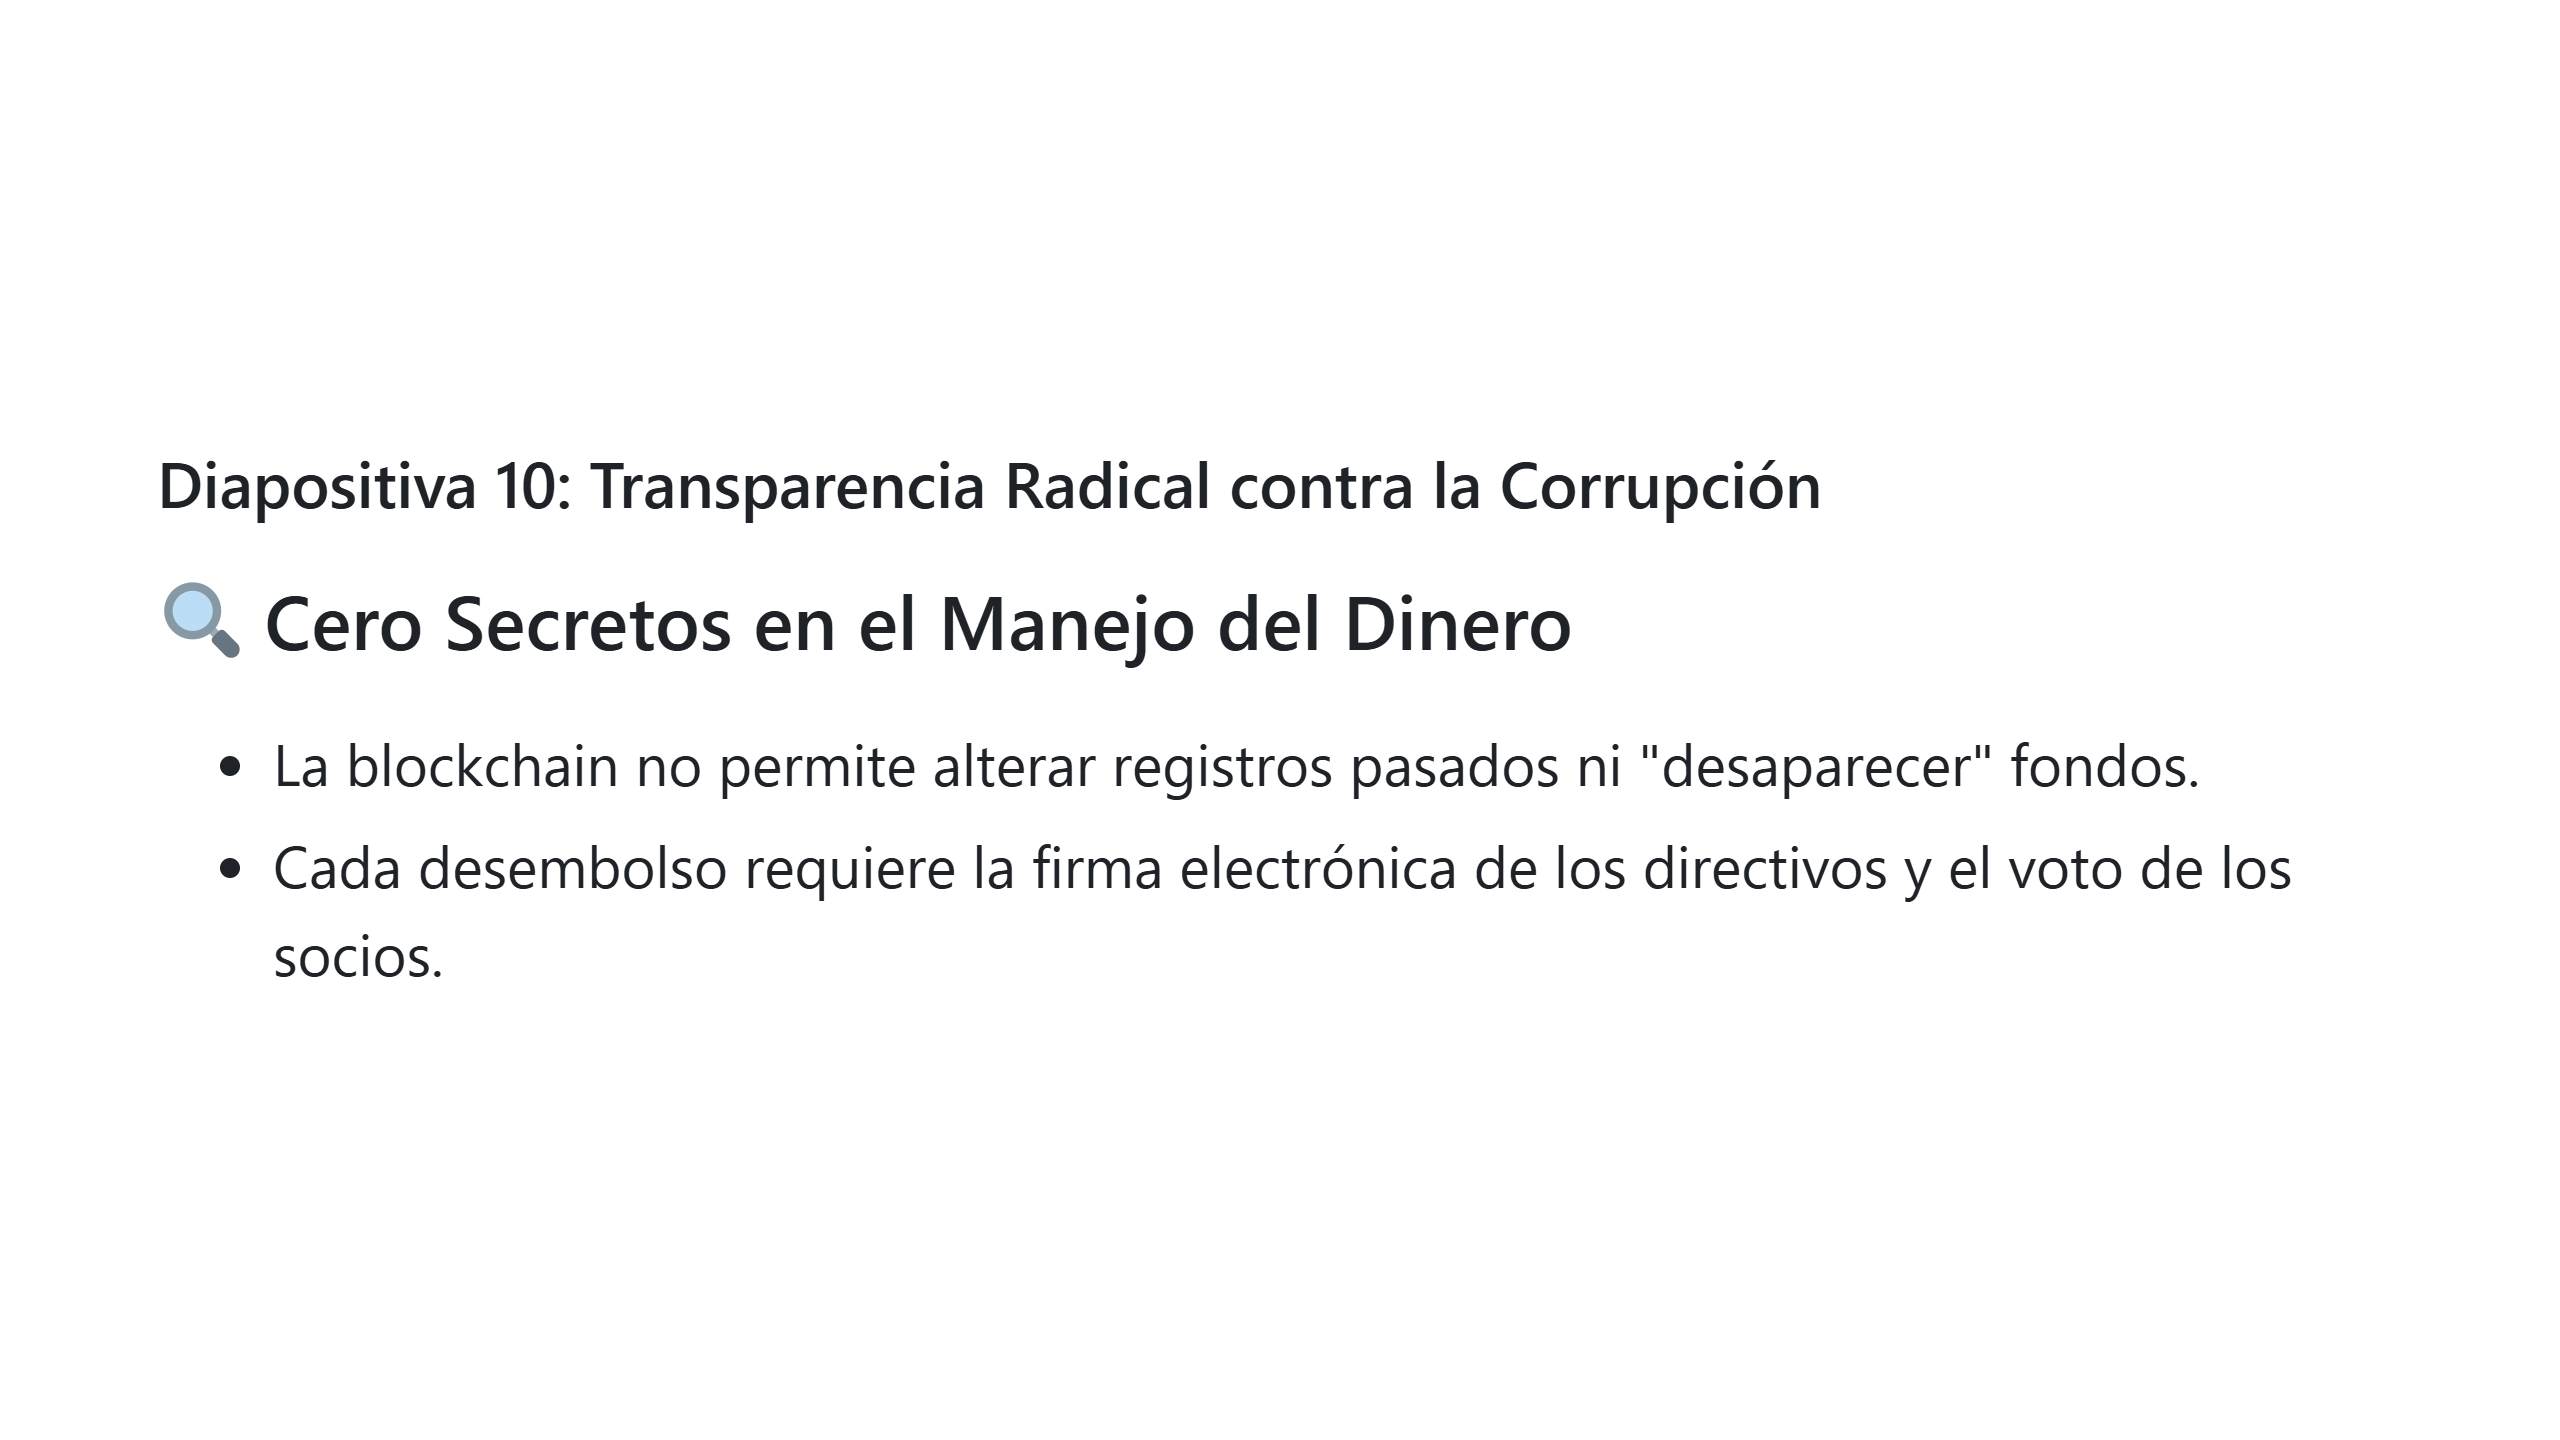 Diapositiva 10: Transparencia Radical contra la Corrupción
🔍 Cero Secretos en el Manejo del Dinero
• La blockchain no permite alterar registros pasados ni "desaparecer" fondos.
• Cada desembolso requiere la firma electrónica de los directivos y el voto de los
socios.